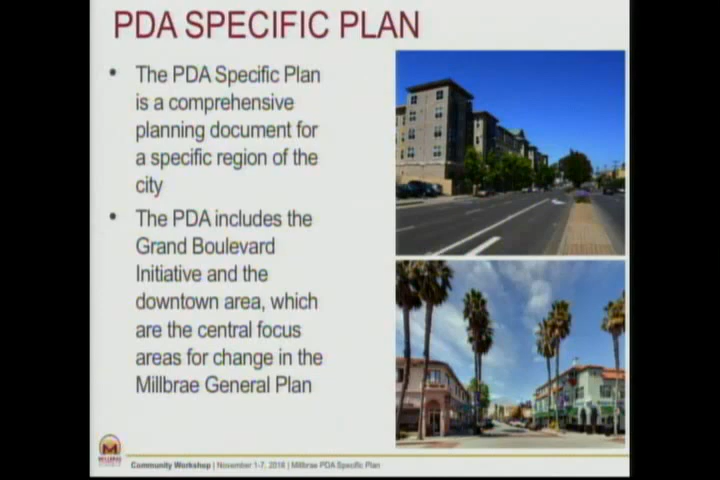 PDA SPECIFIC PLAN
• The PDA Specific Plan
is a comprehensive
planning document for
a specific region of the
city
• The PDA includes the
Grand Boulevard
Initiative and the
downtown area, which
are the central focus
areas for change in the
Millbrae General Plan
M
MILLBRAE
Community Workshop | November 1-7, 2018 | Millbrae PDA Specific Plan